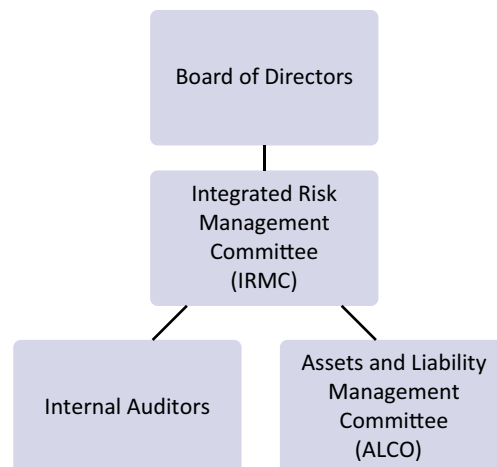 Board of Directors
Integrated Risk
Management
Committee
(IRMC)
Internal Auditors
Assets and Liability
Management
Committee
(ALCO)